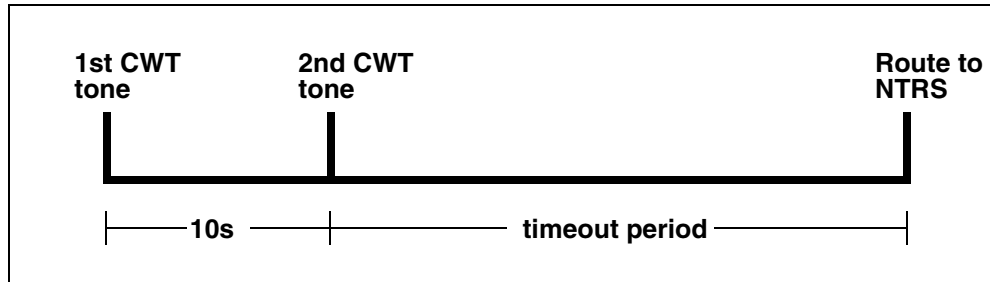 1st CWT
tone
2nd CWT
tone
Route to
NTRS
10s
timeout period